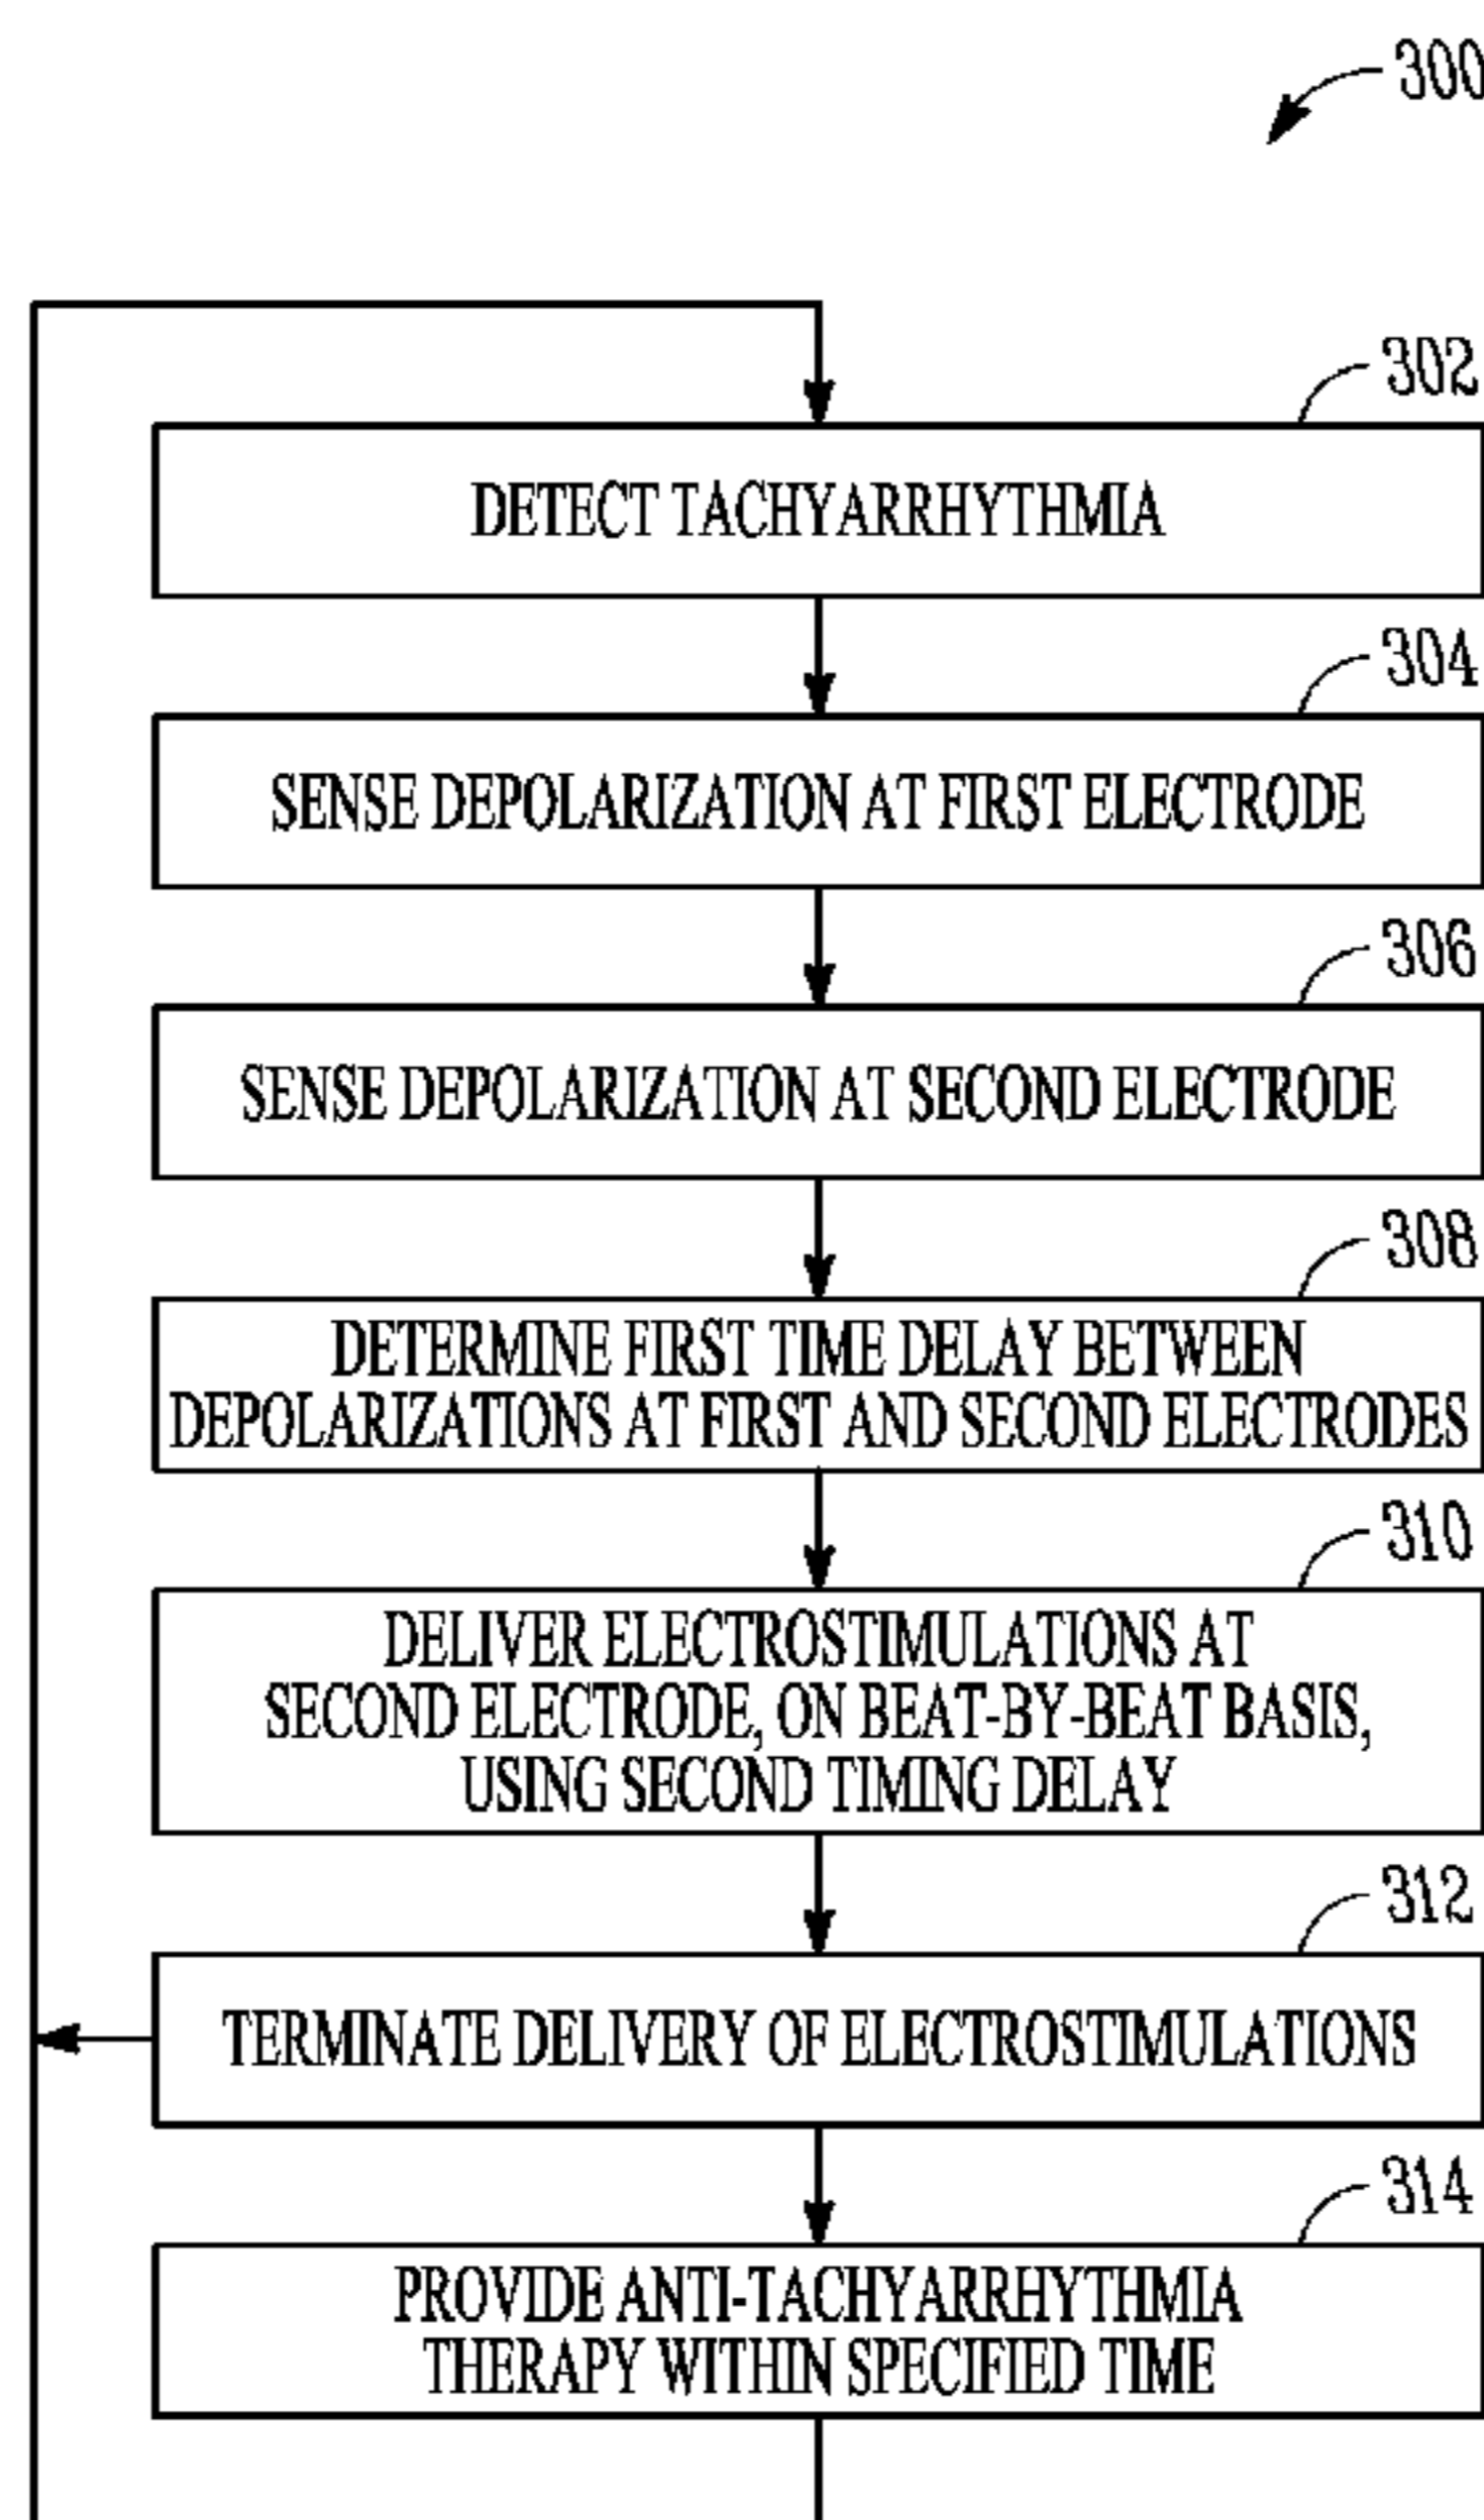 300
302
DETECT TACHYARRHYTHMIA
304
SENSE DEPOLARIZATION AT FIRST ELECTRODE
306
SENSE DEPOLARIZATION AT SECOND ELECTRODE
308
DETERMINE FIRST TIME DELAY BETWEEN
DEPOLARIZATIONS AT FIRST AND SECOND ELECTRODES
310
DELIVER ELECTROSTIMULATIONS AT
SECOND ELECTRODE, ON BEAT-BY-BEAT BASIS,
USING SECOND TIMING DELAY
312
TERMINATE DELIVERY OF ELECTROSTIMULATIONS
314
PROVIDE ANTI-TACHYARRHYTHMIA
THERAPY WITHIN SPECIFIED TIME